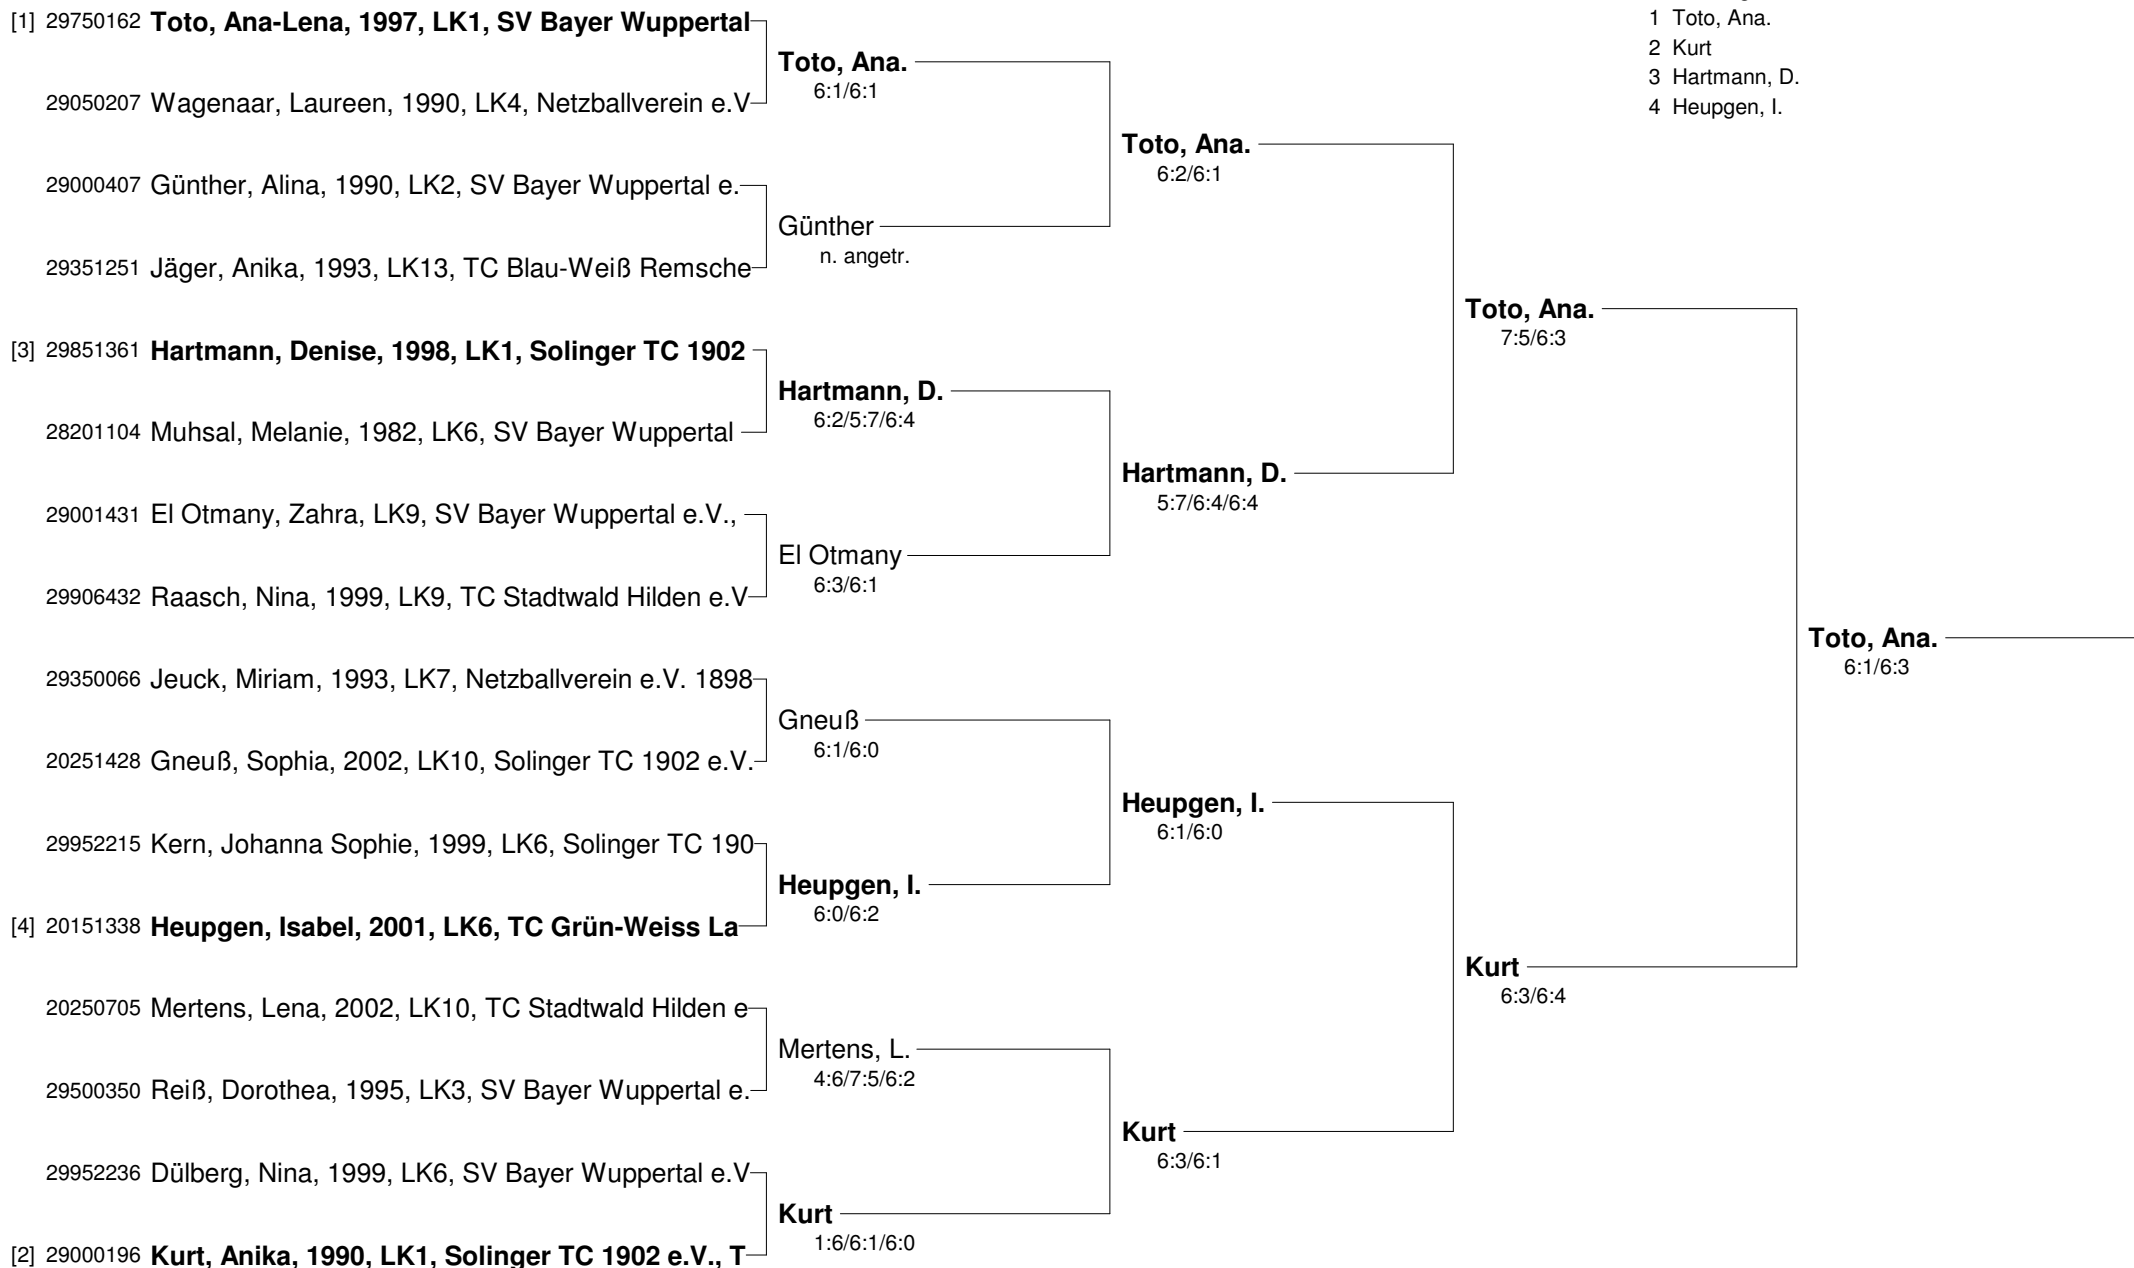 [1] 29750162 Toto, Ana-Lena, 1997, LK1, SV Bayer Wuppertal
1 Toto, Ana.
2 Kurt
Toto, Ana.
3 Hartmann, D.
6:1/6:1
29050207 Wagenaar, Laureen, 1990, LK4, Netzballverein e.V
4 Heupgen, I.
Toto, Ana.
6:2/6:1
29000407 Günther, Alina, 1990, LK2, SV Bayer Wuppertal e.
Günther
n. angetr.
29351251 Jäger, Anika, 1993, LK13, TC Blau-Weiß Remsche
Toto, Ana.
7:5/6:3
[3] 29851361 Hartmann, Denise, 1998, LK1, Solinger TC 1902
Hartmann, D.
6:2/5:7/6:4
28201104 Muhsal, Melanie, 1982, LK6, SV Bayer Wuppertal
Hartmann, D.
5:7/6:4/6:4
29001431 El Otmany, Zahra, LK9, SV Bayer Wuppertal e.V.,
El Otmany
6:3/6:1
29906432 Raasch, Nina, 1999, LK9, TC Stadtwald Hilden e.V
Toto, Ana.
6:1/6:3
29350066 Jeuck, Miriam, 1993, LK7, Netzballverein e.V. 1898
Gneuß
6:1/6:0
20251428 Gneuß, Sophia, 2002, LK10, Solinger TC 1902 e.V.
Heupgen, I.
6:1/6:0
29952215 Kern, Johanna Sophie, 1999, LK6, Solinger TC 190
Heupgen, I.
6:0/6:2
[4] 20151338 Heupgen, Isabel, 2001, LK6, TC Grün-Weiss La
Kurt
6:3/6:4
20250705 Mertens, Lena, 2002, LK10, TC Stadtwald Hilden e
Mertens, L.
4:6/7:5/6:2
29500350 Reiß, Dorothea, 1995, LK3, SV Bayer Wuppertal e.
Kurt
6:3/6:1
29952236 Dülberg, Nina, 1999, LK6, SV Bayer Wuppertal e.V
Kurt
1:6/6:1/6:0
[2] 29000196 Kurt, Anika, 1990, LK1, Solinger TC 1902 e.V., T